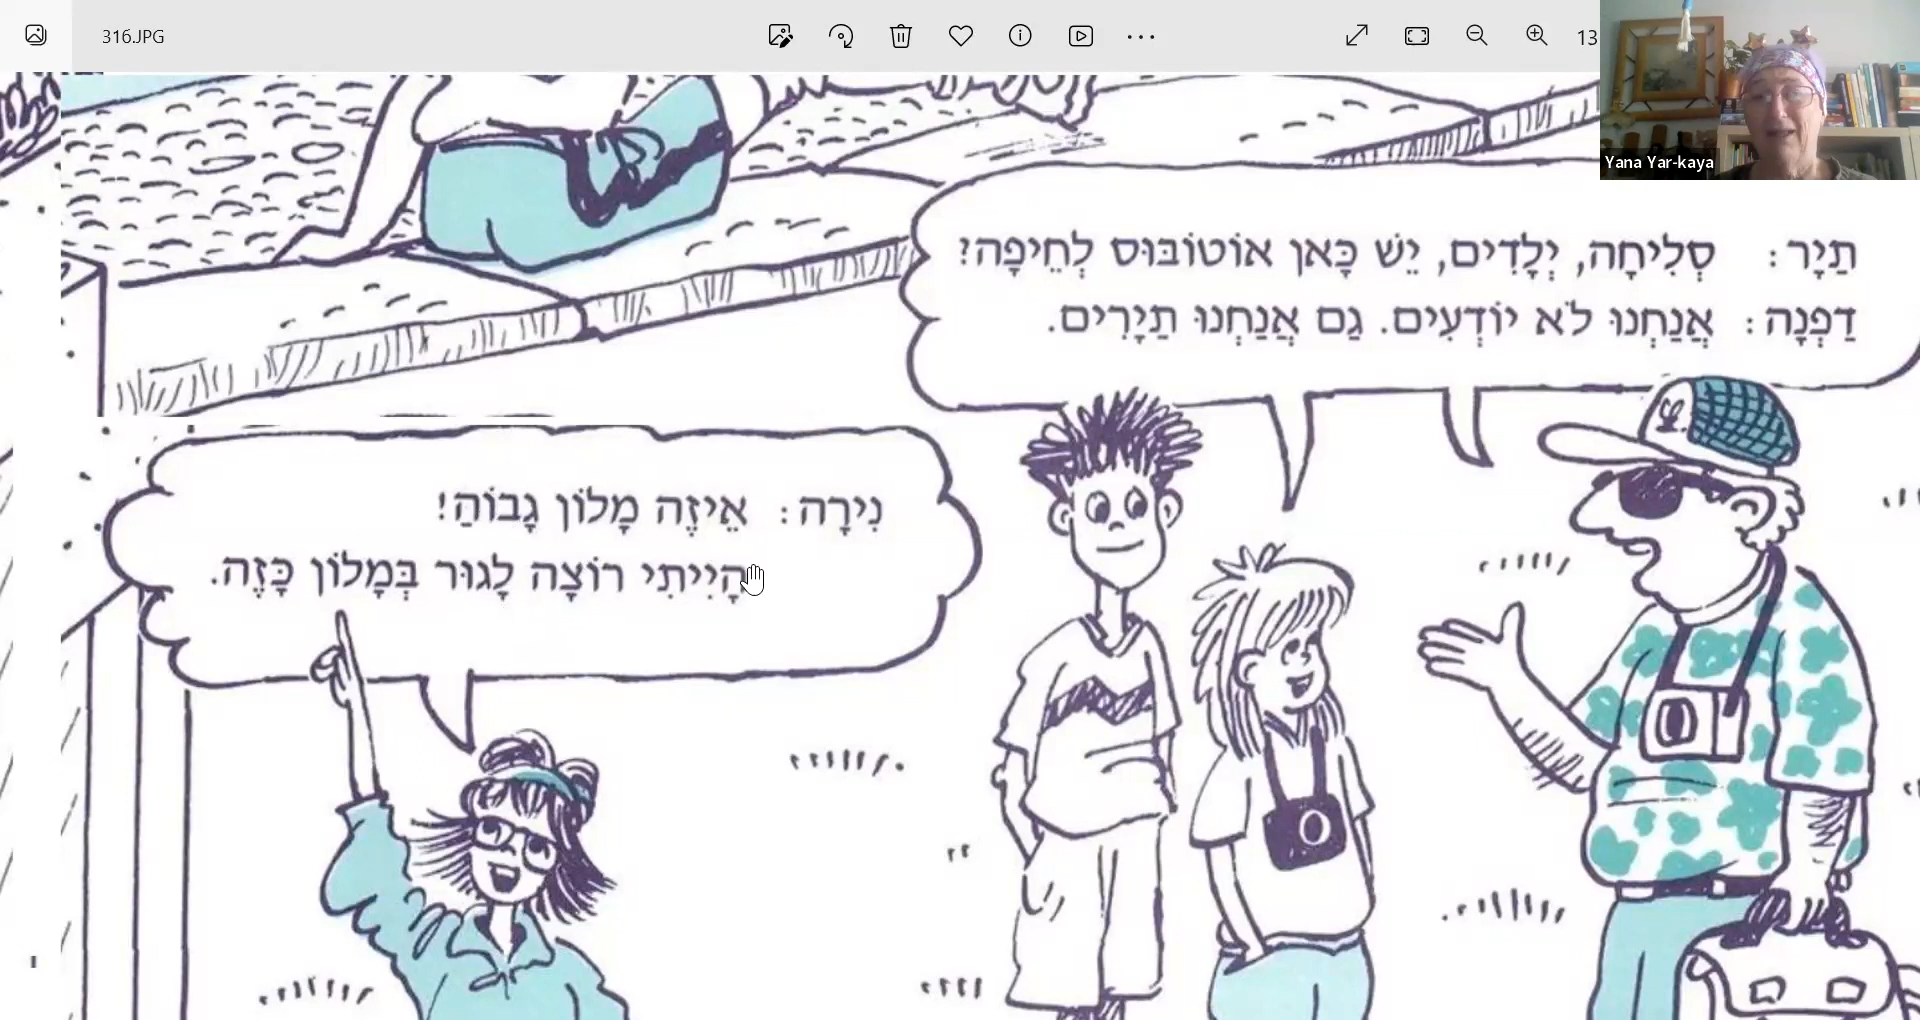 316.JPG
13
Yana Yar-kaya
תַּיָּר: סְלִיחָה, יְלָדִים, יֵשׁ כָּאן אוֹטוֹבּוּס לְחֵיפָה?
דַּפְנָה: אֲנַחְנוּ לֹא יוֹדְעִים. גַּם אֲנַחְנוּ תַּיָּרִים.
נִירָה: אֵיזֶה מָלוֹן גָּבוֹהַּ!
הָיִיתִי רוֹצָה לָגוּר בְּמָלוֹן כָּזֶה.